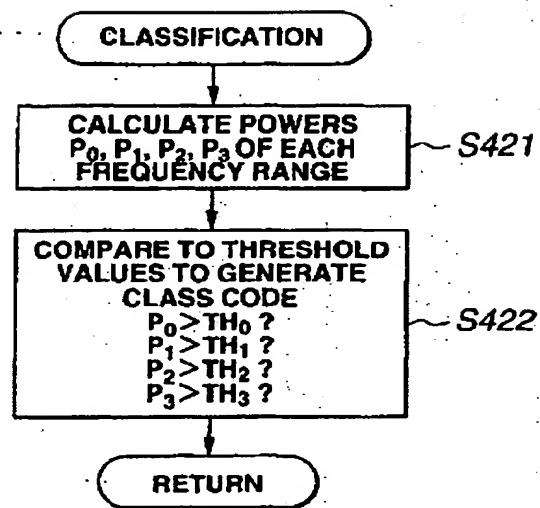 CLASSIFICATION
CALCULATE POWERS
P₀, P₁, P₂, P₃ OF EACH
FREQUENCY RANGE
S421
COMPARE TO THRESHOLD
VALUES TO GENERATE
CLASS CODE
P₀>TH₀ ?
P₁>TH₁ ?
P₂>TH₂ ?
P₃>TH₃ ?
S422
RETURN